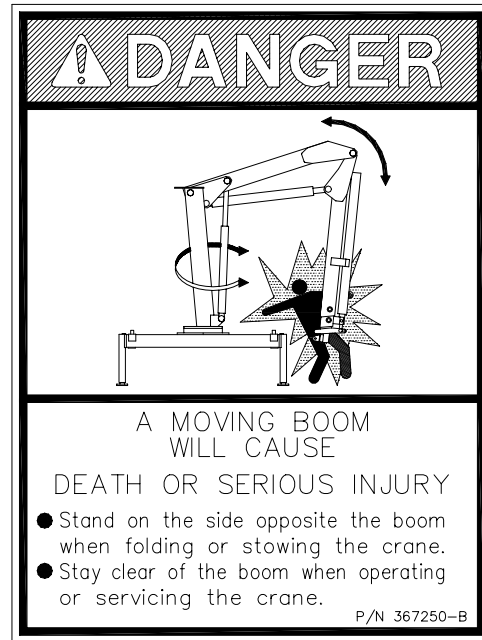 DANGER
A MOVING BOOM
WILL CAUSE
DEATH OR SERIOUS INJURY
● Stand on the side opposite the boom
when folding or stowing the crane.
● Stay clear of the boom when operating
or servicing the crane.
P/N 367250-B